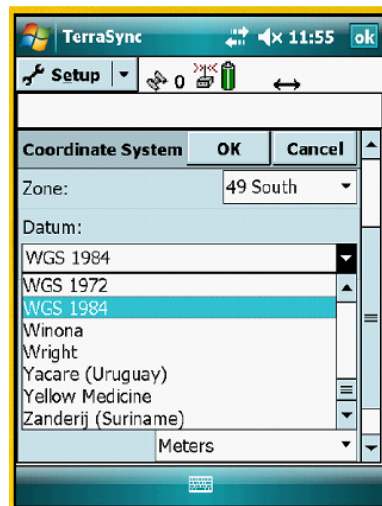 TerraSync 11:55 ok
Setup 0
Coordinate System OK Cancel
Zone: 49 South
Datum:
WGS 1984
WGS 1972
WGS 1984
Winona
Wright
Yacare (Uruguay)
Yellow Medicine
Zanderij (Suriname)
Meters